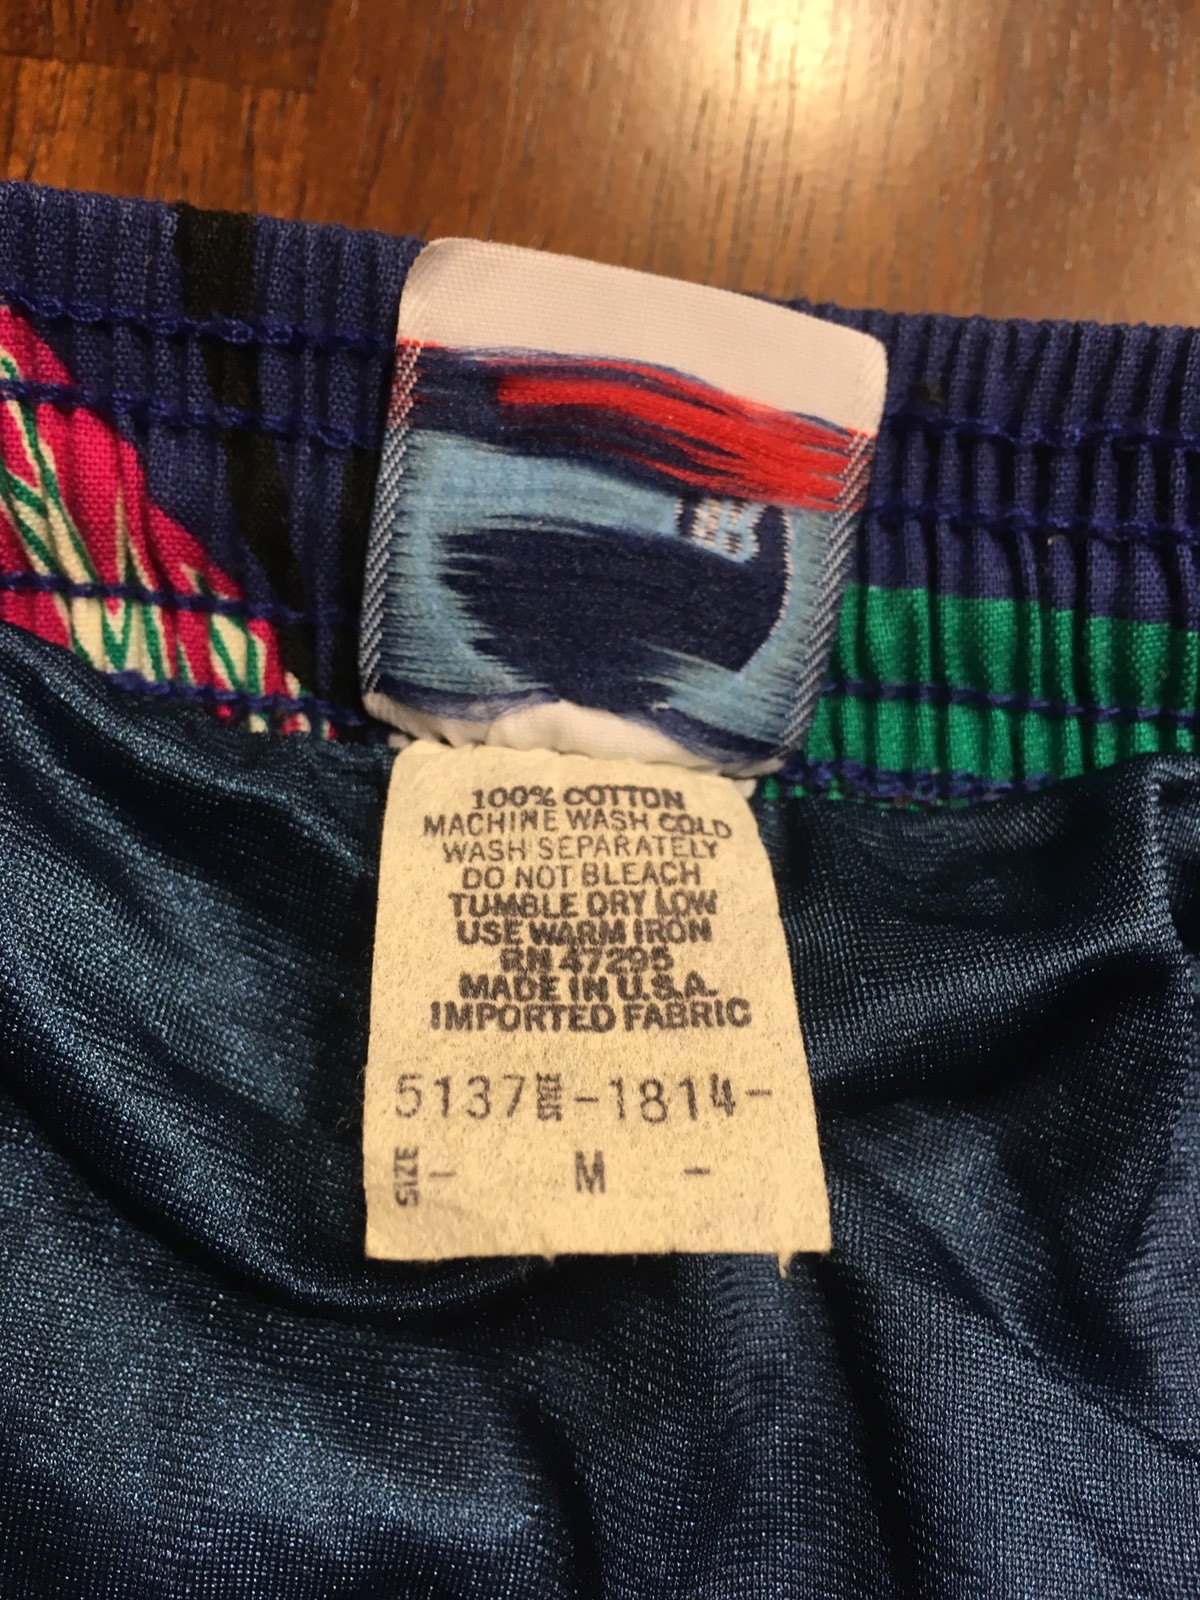 100% COTTON
MACHINE WASH COLD
WASH SEPARATELY
DO NOT BLEACH
TUMBLE DRY LOW
USE WARM IRON
RN 47295
MADE IN U.S.A.
IMPORTED FABRIC
5137 STYLE -1814-
SIZE - M -